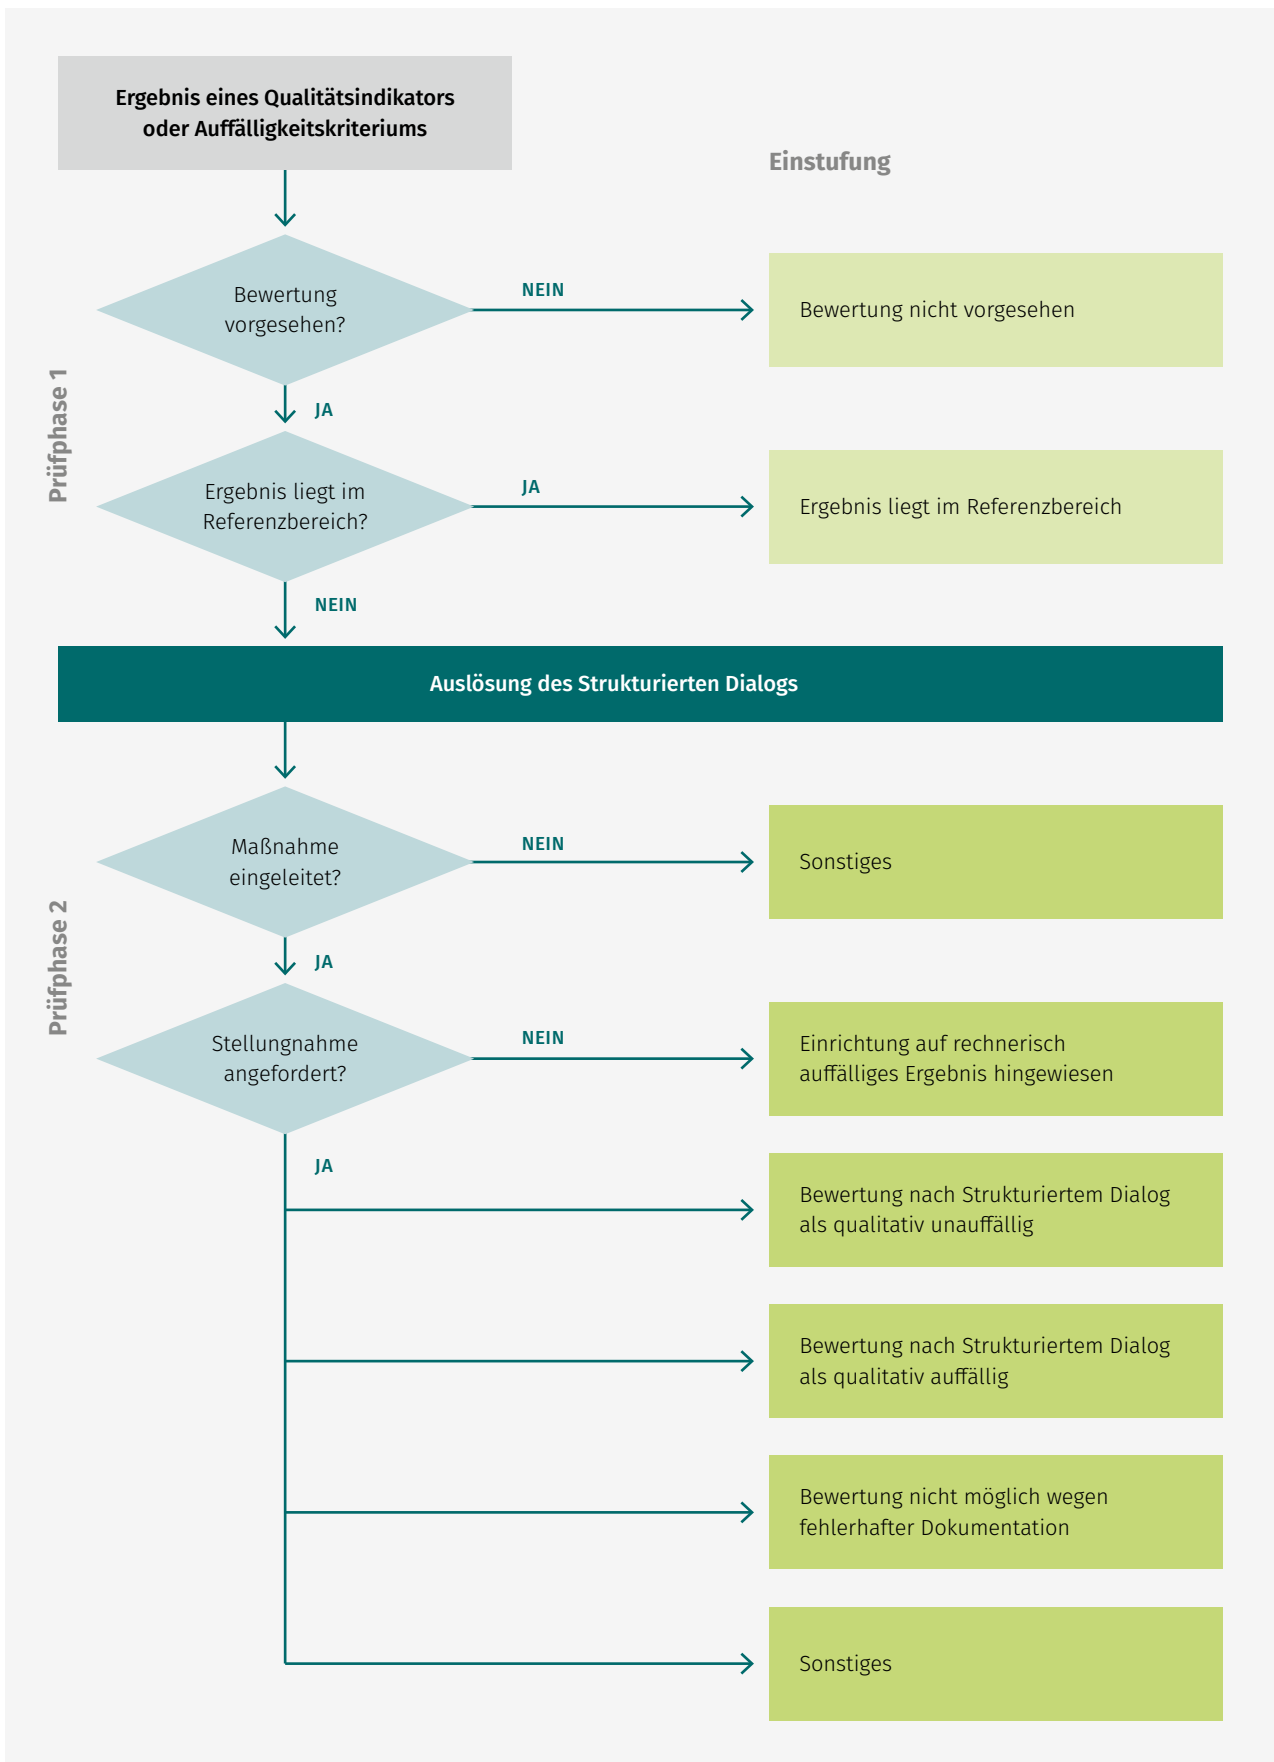 Ergebnis eines Qualitätsindikators
oder Auffälligkeitskriteriums
Einstufung
Prüfphase 1
Bewertung
vorgesehen?
NEIN
Bewertung nicht vorgesehen
JA
Ergebnis liegt im
Referenzbereich?
JA
Ergebnis liegt im Referenzbereich
NEIN
Auslösung des Strukturierten Dialogs
Prüfphase 2
Maßnahme
eingeleitet?
NEIN
Sonstiges
JA
Stellungnahme
angefordert?
NEIN
Einrichtung auf rechnerisch
auffälliges Ergebnis hingewiesen
JA
Bewertung nach Strukturiertem Dialog
als qualitativ unauffällig
Bewertung nach Strukturiertem Dialog
als qualitativ auffällig
Bewertung nicht möglich wegen
fehlerhafter Dokumentation
Sonstiges